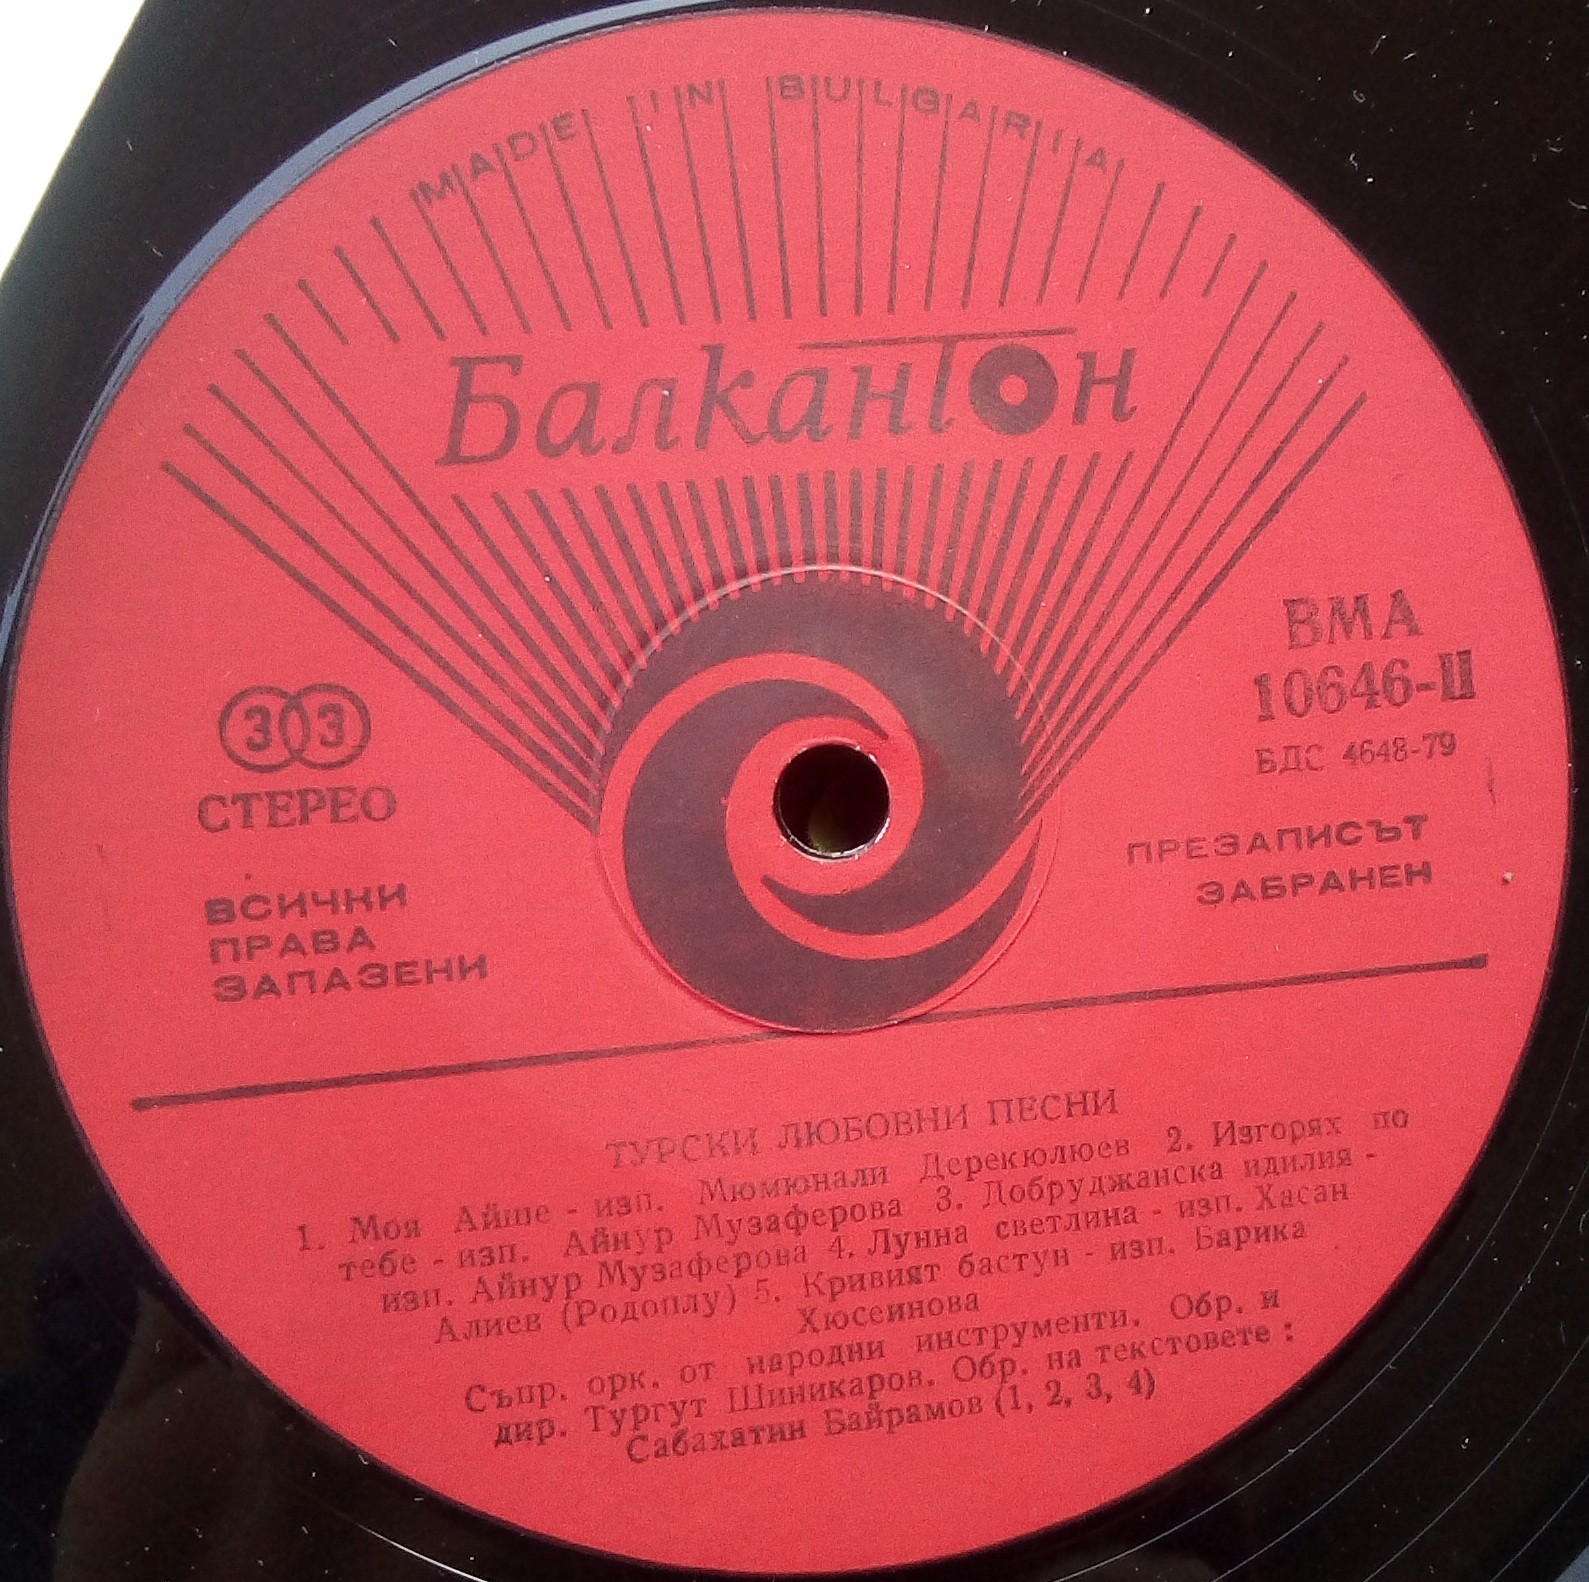 MADE IN BULGARIA
Балкантон
ВМА
10646-II
БДС 4648-79
33
СТЕРЕО
ПРЕЗАПИСЪТ
ЗАБРАНЕН
ВСИЧКИ
ПРАВА
ЗАПАЗЕНИ
ТУРСКИ ЛЮБОВНИ ПЕСНИ
1. Моя Айше - изп. Мюмюнали Дерекюлюев 2. Изгорях по
тебе - изп. Айнур Музаферова 3. Добруджанска идилия -
изп. Айнур Музаферова 4. Лунна светлина - изп. Хасан
Алиев (Родоплу) 5. Кривият бастун - изп. Барика
Хюсеинова
Съпр. орк. от народни инструменти. Обр. и
дир. Тургут Шиникаров. Обр. на текстовете :
Сабахатин Байрамов (1, 2, 3, 4)